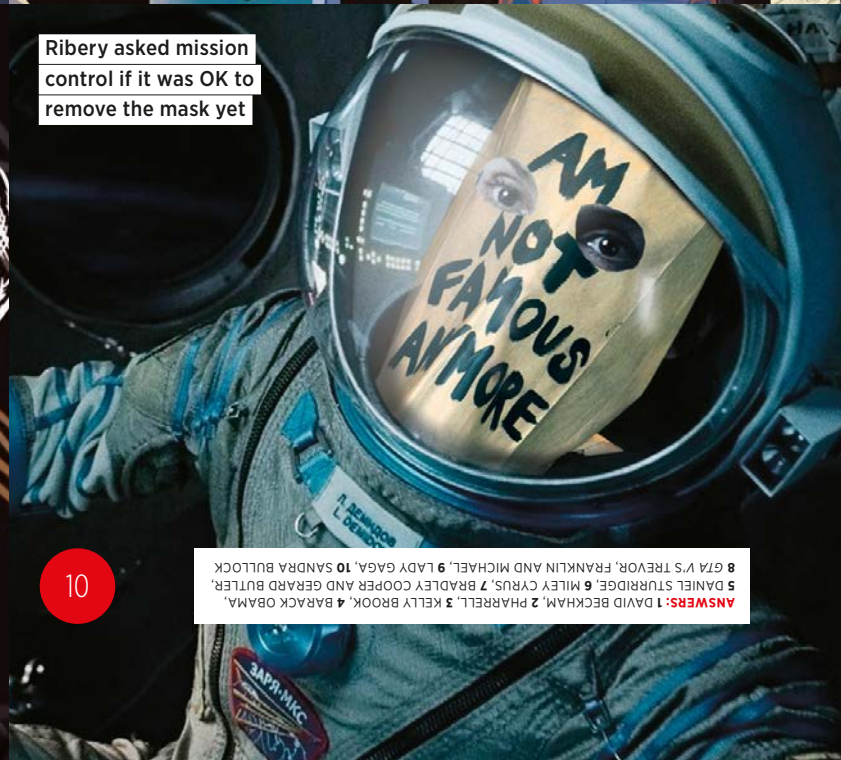 Ribery asked mission
control if it was OK to
remove the mask yet
AM
NOT
FAMOUS
ANYMORE
Л. ДЕМИДОВ
10
ANSWERS: 1 DAVID BECKHAM, 2 PHARRELL, 3 KELLY BROOK, 4 BARACK OBAMA,
5 DANIEL STURRIDGE, 6 MILEY CYRUS, 7 BRADLEY COOPER AND GERARD BUTLER,
8 GTA V'S TREVOR, FRANKLIN AND MICHAEL, 9 LADY GAGA, 10 SANDRA BULLOCK
ЗАРЯ•МКС